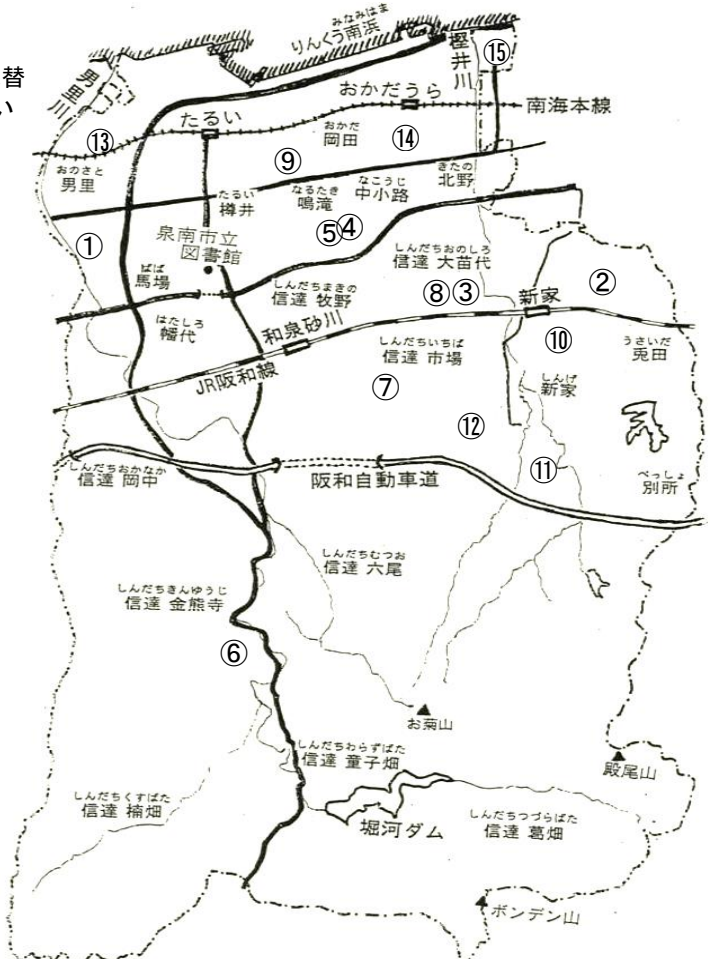 替
い
みなみはま
りんくう南浜
男里川
樫井川
⑮
おかだうら
南海本線
たるい
おかだ
岡田
⑬
⑭
⑨
おのさと
男里
たるい
樽井
なるたき
鳴滝
なこうじ
中小路
きたの
北野
①
⑤④
泉南市立
図書館
ばば
馬場
しんだちまきの
信達 牧野
しんだちおのしろ
信達 大苗代
⑧③
新家
②
はたしろ
幡代
和泉砂川
JR阪和線
しんだちいちば
信達 市場
⑩
うさいだ
兎田
⑦
しんげ
新家
⑫
⑪
べっしょ
別所
しんだちおかなか
信達 岡中
阪和自動車道
しんだちむつお
信達 六尾
しんだちきんゆうじ
信達 金熊寺
⑥
お菊山
しんだちわらずばた
信達 童子畑
殿尾山
しんだちくすばた
信達 楠畑
堀河ダム
しんだちつづらばた
信達 葛畑
ボンデン山